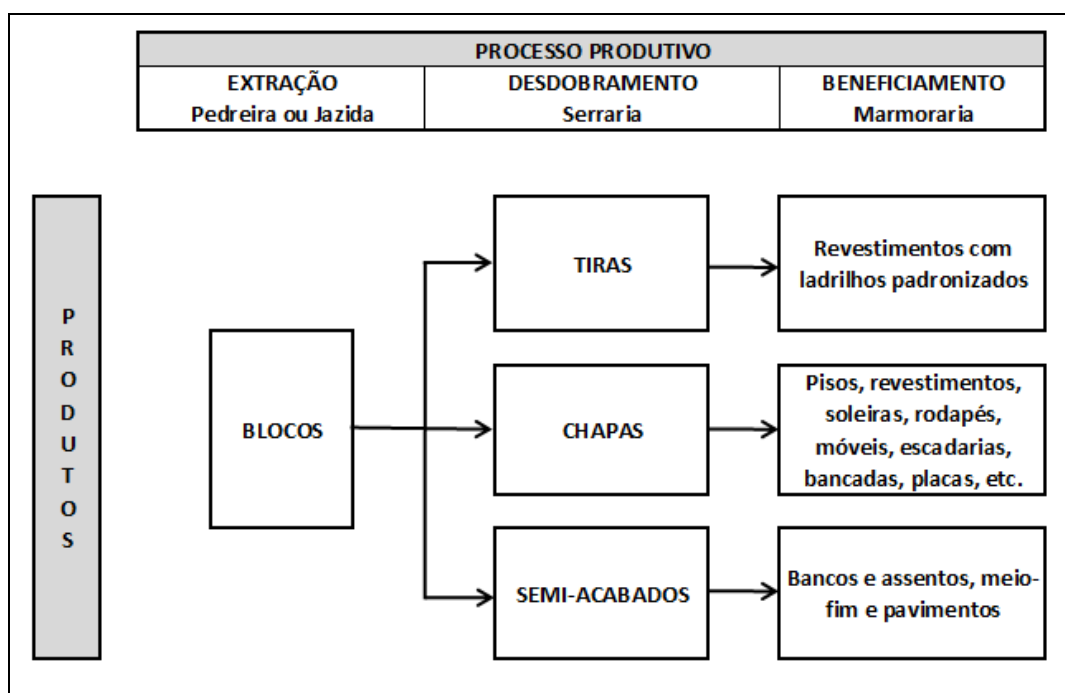 PROCESSO PRODUTIVO
EXTRAÇÃO
Pedreira ou Jazida
DESDOBRAMENTO
Serraria
BENEFICIAMENTO
Marmoraria
P
R
O
D
U
T
O
S
BLOCOS
TIRAS
Revestimentos com
ladrilhos padronizados
CHAPAS
Pisos, revestimentos,
soleiras, rodapés,
móveis, escadarias,
bancadas, placas, etc.
SEMI-ACABADOS
Bancos e assentos, meio-
fim e pavimentos